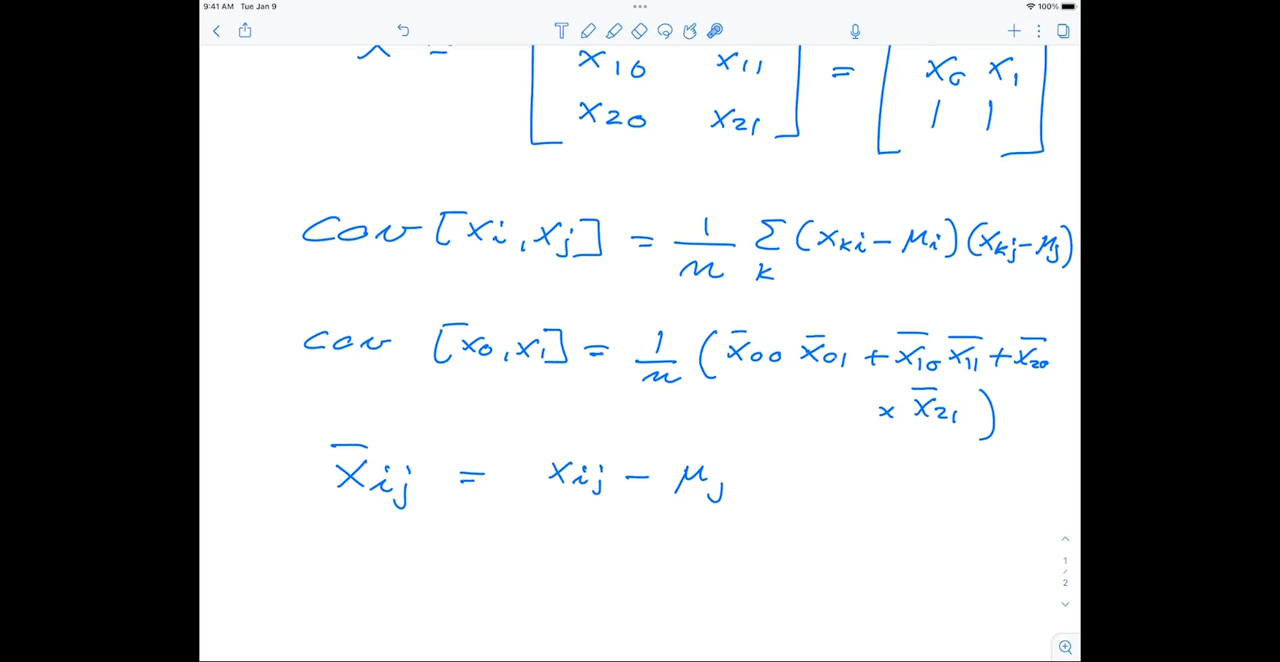 9:41 AM Tue Jan 9 100%
X = [ x10 x11 ] = [ x0 x1 ]
x20 x21 | |
Cov [xi, xj] = 1/n Σk (xki − μi)(xkj − μj)
cov [x0, x1] = 1/n ( x̄00 x̄01 + x̄10 x̄11 + x̄20
× x̄21 )
x̄ij = xij − μj
1
/
2